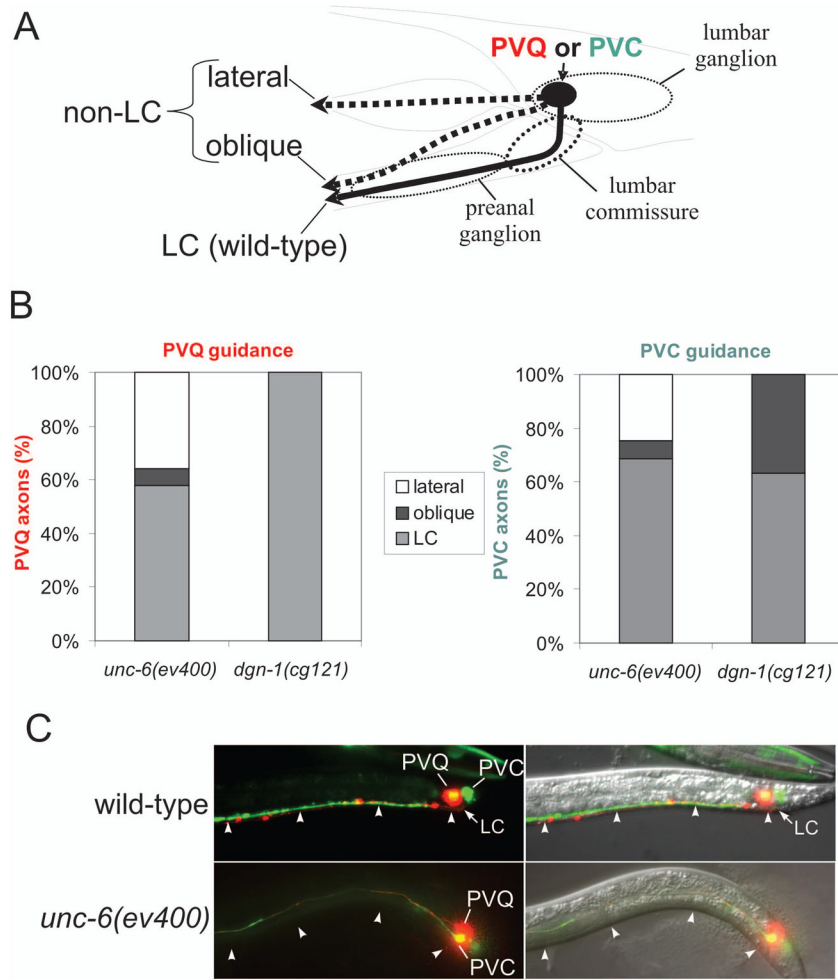 A
PVQ or PVC
lumbar
ganglion
lateral
non-LC
oblique
lumbar
commissure
preanal
ganglion
LC (wild-type)
B
PVQ guidance
PVQ axons (%)
100%
80%
60%
40%
20%
0%
unc-6(ev400) dgn-1(cg121)
lateral
oblique
LC
PVC guidance
PVC axons (%)
100%
80%
60%
40%
20%
0%
unc-6(ev400) dgn-1(cg121)
C
wild-type
PVQ
PVC
LC
LC
unc-6(ev400)
PVQ
PVC